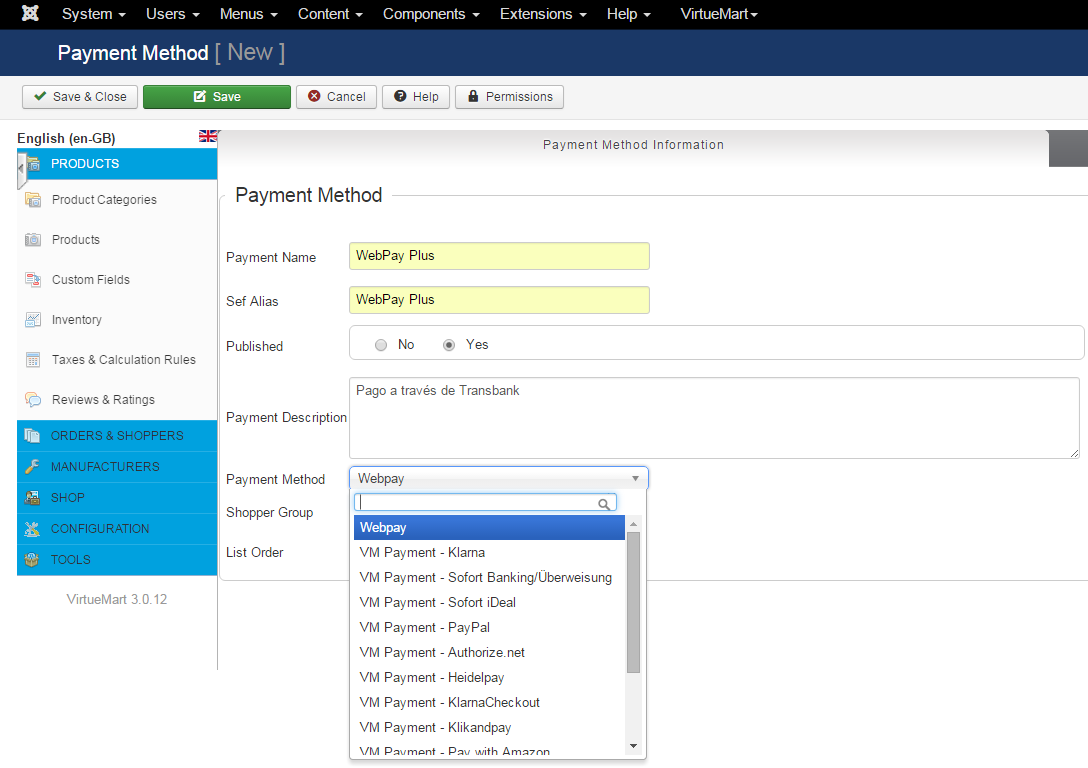 System Users Menus Content Components Extensions Help VirtueMart
Payment Method [ New ]
Save & Close Save Cancel Help Permissions
English (en-GB)
PRODUCTS
Product Categories
Products
Custom Fields
Inventory
Taxes & Calculation Rules
Reviews & Ratings
ORDERS & SHOPPERS
MANUFACTURERS
SHOP
CONFIGURATION
TOOLS
VirtueMart 3.0.12
Payment Method Information
Payment Method
Payment Name WebPay Plus
Sef Alias WebPay Plus
Published No Yes
Payment Description Pago a través de Transbank
Payment Method Webpay
Shopper Group
List Order
Webpay
VM Payment - Klarna
VM Payment - Sofort Banking/Überweisung
VM Payment - Sofort iDeal
VM Payment - PayPal
VM Payment - Authorize.net
VM Payment - Heidelpay
VM Payment - KlarnaCheckout
VM Payment - Klikandpay
VM Payment - Pay with Amazon